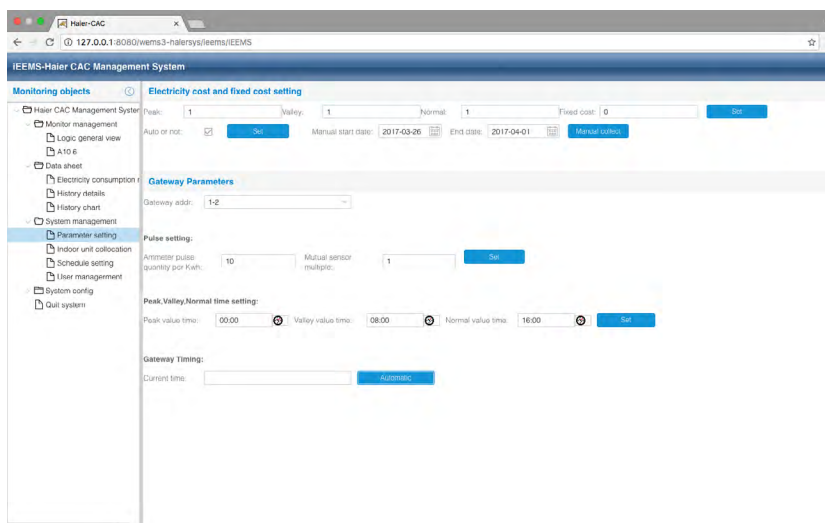 Haier-CAC
127.0.0.1:8080/wems3-haiersys/ieems/IEEMS
iEEMS-Haier CAC Management System
Monitoring objects
Electricity cost and fixed cost setting
Haier CAC Management System
Peak: 1 Valley: 1 Normal: 1 Fixed cost: 0 Set
Monitor management
Auto or not: Set Manual start date: 2017-03-26 End date: 2017-04-01 Manual collect
Logic general view
A10 6
Data sheet
Electricity consumption r
Gateway Parameters
History details
Gateway addr: 1-2
History chart
System management
Parameter setting
Pulse setting:
Indoor unit collocation
Ammeter pulse quantity per Kwh: 10 Mutual sensor multiple: 1 Set
Schedule setting
User management
System config
Quit system
Peak,Valley,Normal time setting:
Peak value time: 00:00 Valley value time: 08:00 Normal value time: 16:00 Set
Gateway Timing:
Current time: Automatic